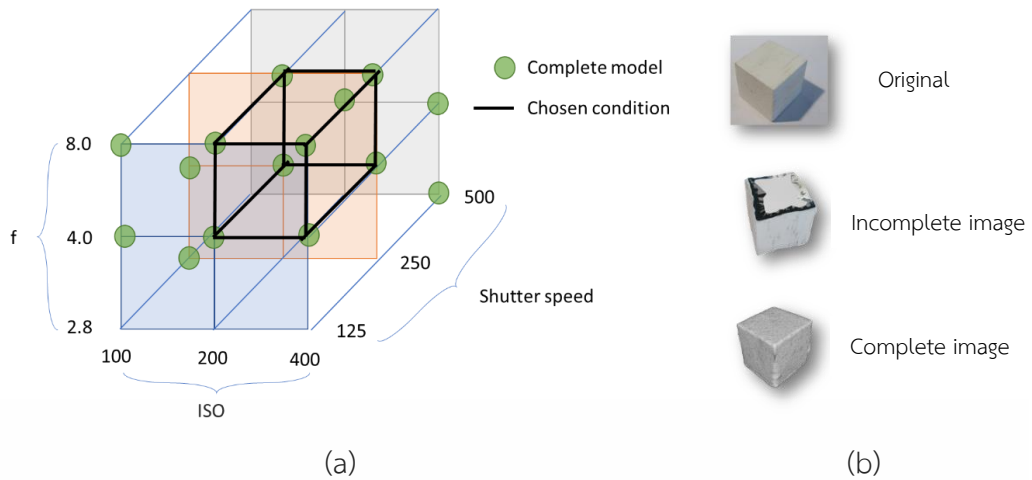 Complete model
Chosen condition
8.0
f
4.0
2.8
100
200
400
ISO
125
250
500
Shutter speed
(a)
Original
Incomplete image
Complete image
(b)